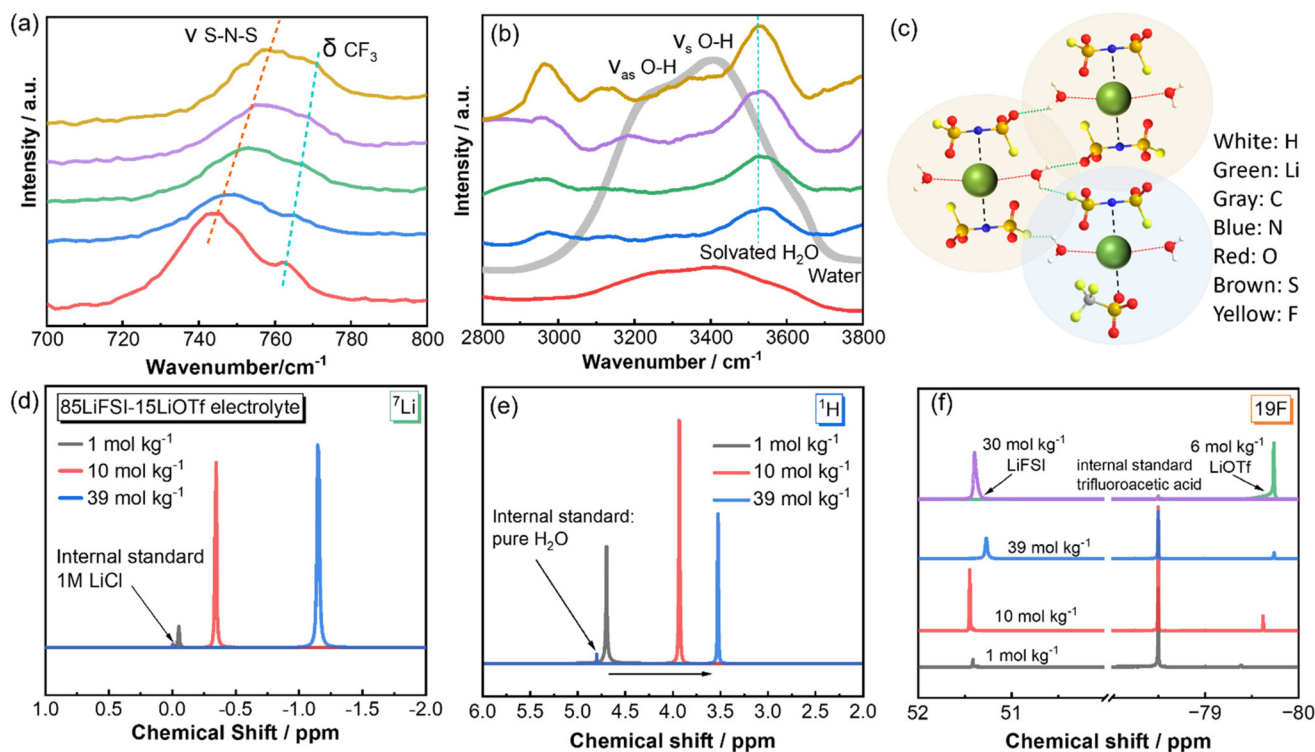 (a)
ν S-N-S
δ CF₃
Intensity / a.u.
700 720 740 760 780 800
Wavenumber/cm⁻¹
(b)
νas O-H
νs O-H
Solvated H₂O
Water
Intensity / a.u.
2800 3000 3200 3400 3600 3800
Wavenumber / cm⁻¹
(c)
White: H
Green: Li
Gray: C
Blue: N
Red: O
Brown: S
Yellow: F
(d)
85LiFSI-15LiOTf electrolyte
⁷Li
1 mol kg⁻¹
10 mol kg⁻¹
39 mol kg⁻¹
Internal standard
1M LiCl
1.0 0.5 0.0 -0.5 -1.0 -1.5 -2.0
Chemical Shift / ppm
(e)
¹H
1 mol kg⁻¹
10 mol kg⁻¹
39 mol kg⁻¹
Internal standard:
pure H₂O
6.0 5.5 5.0 4.5 4.0 3.5 3.0 2.5 2.0
Chemical shift / ppm
(f)
19F
30 mol kg⁻¹
LiFSI
internal standard
trifluoroacetic acid
6 mol kg⁻¹
LiOTf
39 mol kg⁻¹
10 mol kg⁻¹
1 mol kg⁻¹
52 51 −79 −80
Chemical shift / ppm